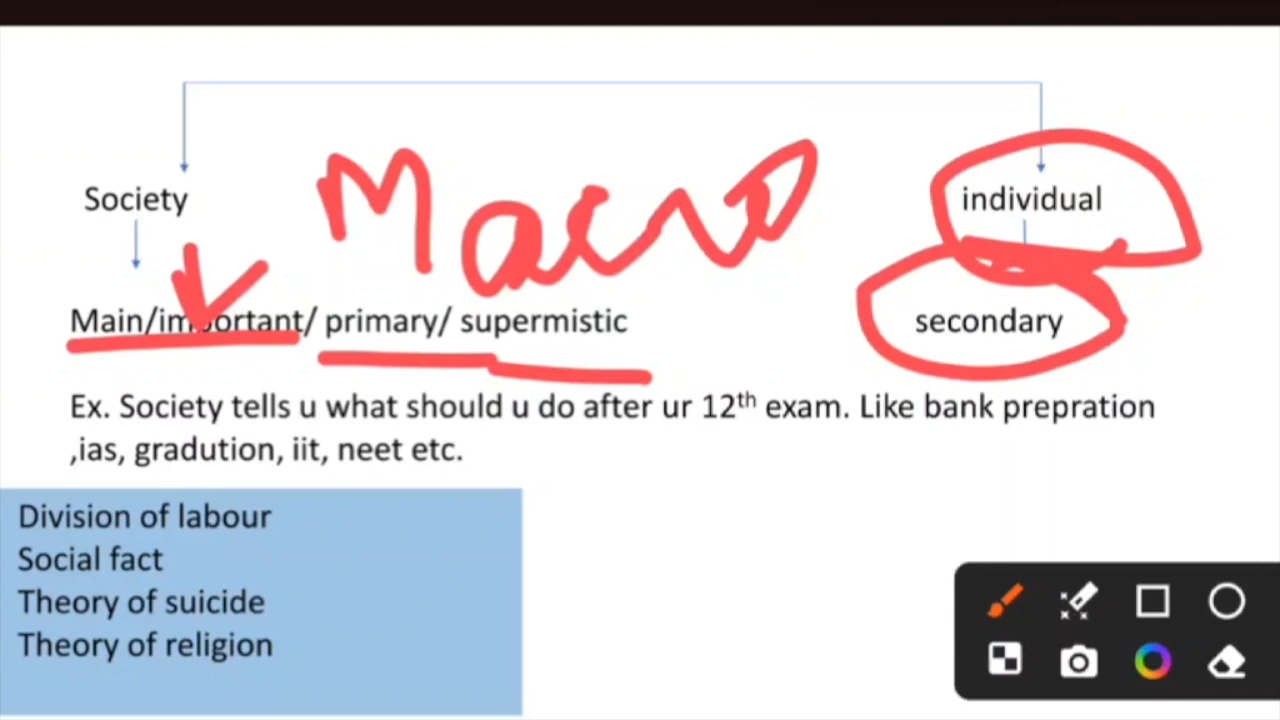 Society
Macro
individual
Main/important/ primary/ supermistic
secondary
Ex. Society tells u what should u do after ur 12th exam. Like bank prepration
,ias, gradution, iit, neet etc.
Division of labour
Social fact
Theory of suicide
Theory of religion